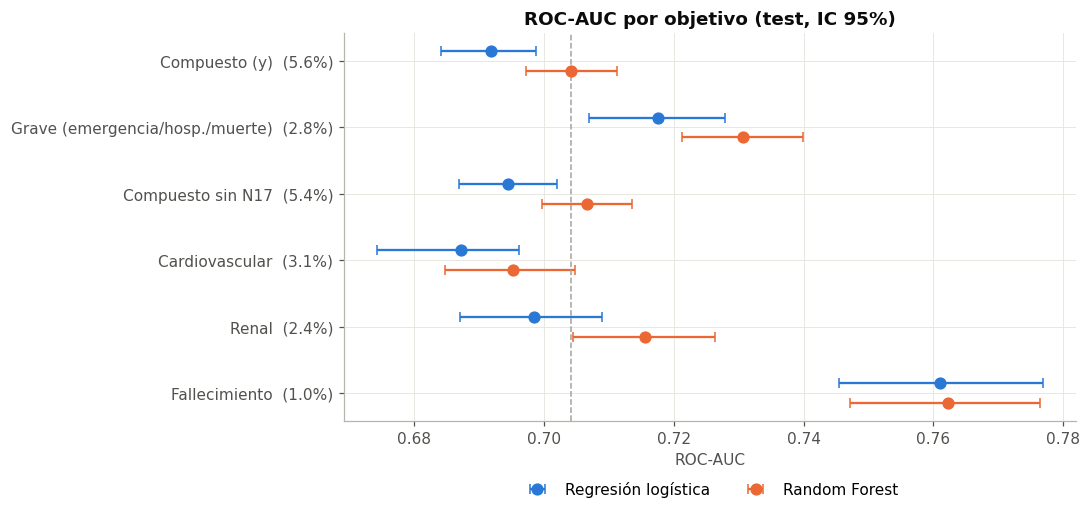 ROC-AUC por objetivo (test, IC 95%)
Compuesto (y) (5.6%)
Grave (emergencia/hosp./muerte) (2.8%)
Compuesto sin N17 (5.4%)
Cardiovascular (3.1%)
Renal (2.4%)
Fallecimiento (1.0%)
0.68 0.70 0.72 0.74 0.76 0.78
ROC-AUC
Regresión logística Random Forest